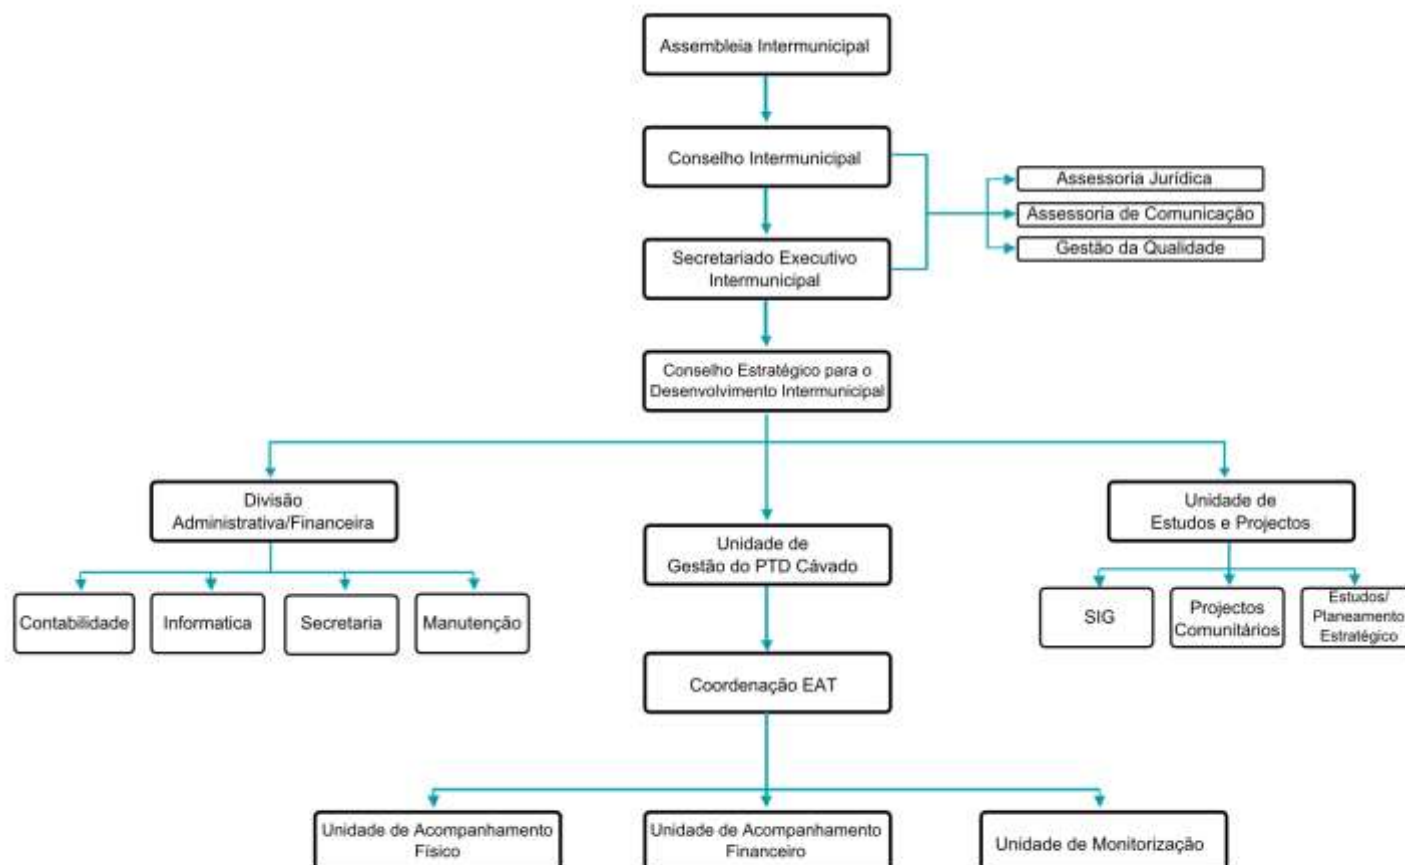 Assembleia Intermunicipal
Conselho Intermunicipal
Assessoria Jurídica
Assessoria de Comunicação
Gestão da Qualidade
Secretariado Executivo
Intermunicipal
Conselho Estratégico para o
Desenvolvimento Intermunicipal
Divisão
Administrativa/Financeira
Unidade de
Gestão do PTD Cávado
Unidade de
Estudos e Projectos
Contabilidade
Informatica
Secretaria
Manutenção
SIG
Projectos
Comunitários
Estudos/
Planeamento
Estratégico
Coordenação EAT
Unidade de Acompanhamento
Físico
Unidade de Acompanhamento
Financeiro
Unidade de Monitorização